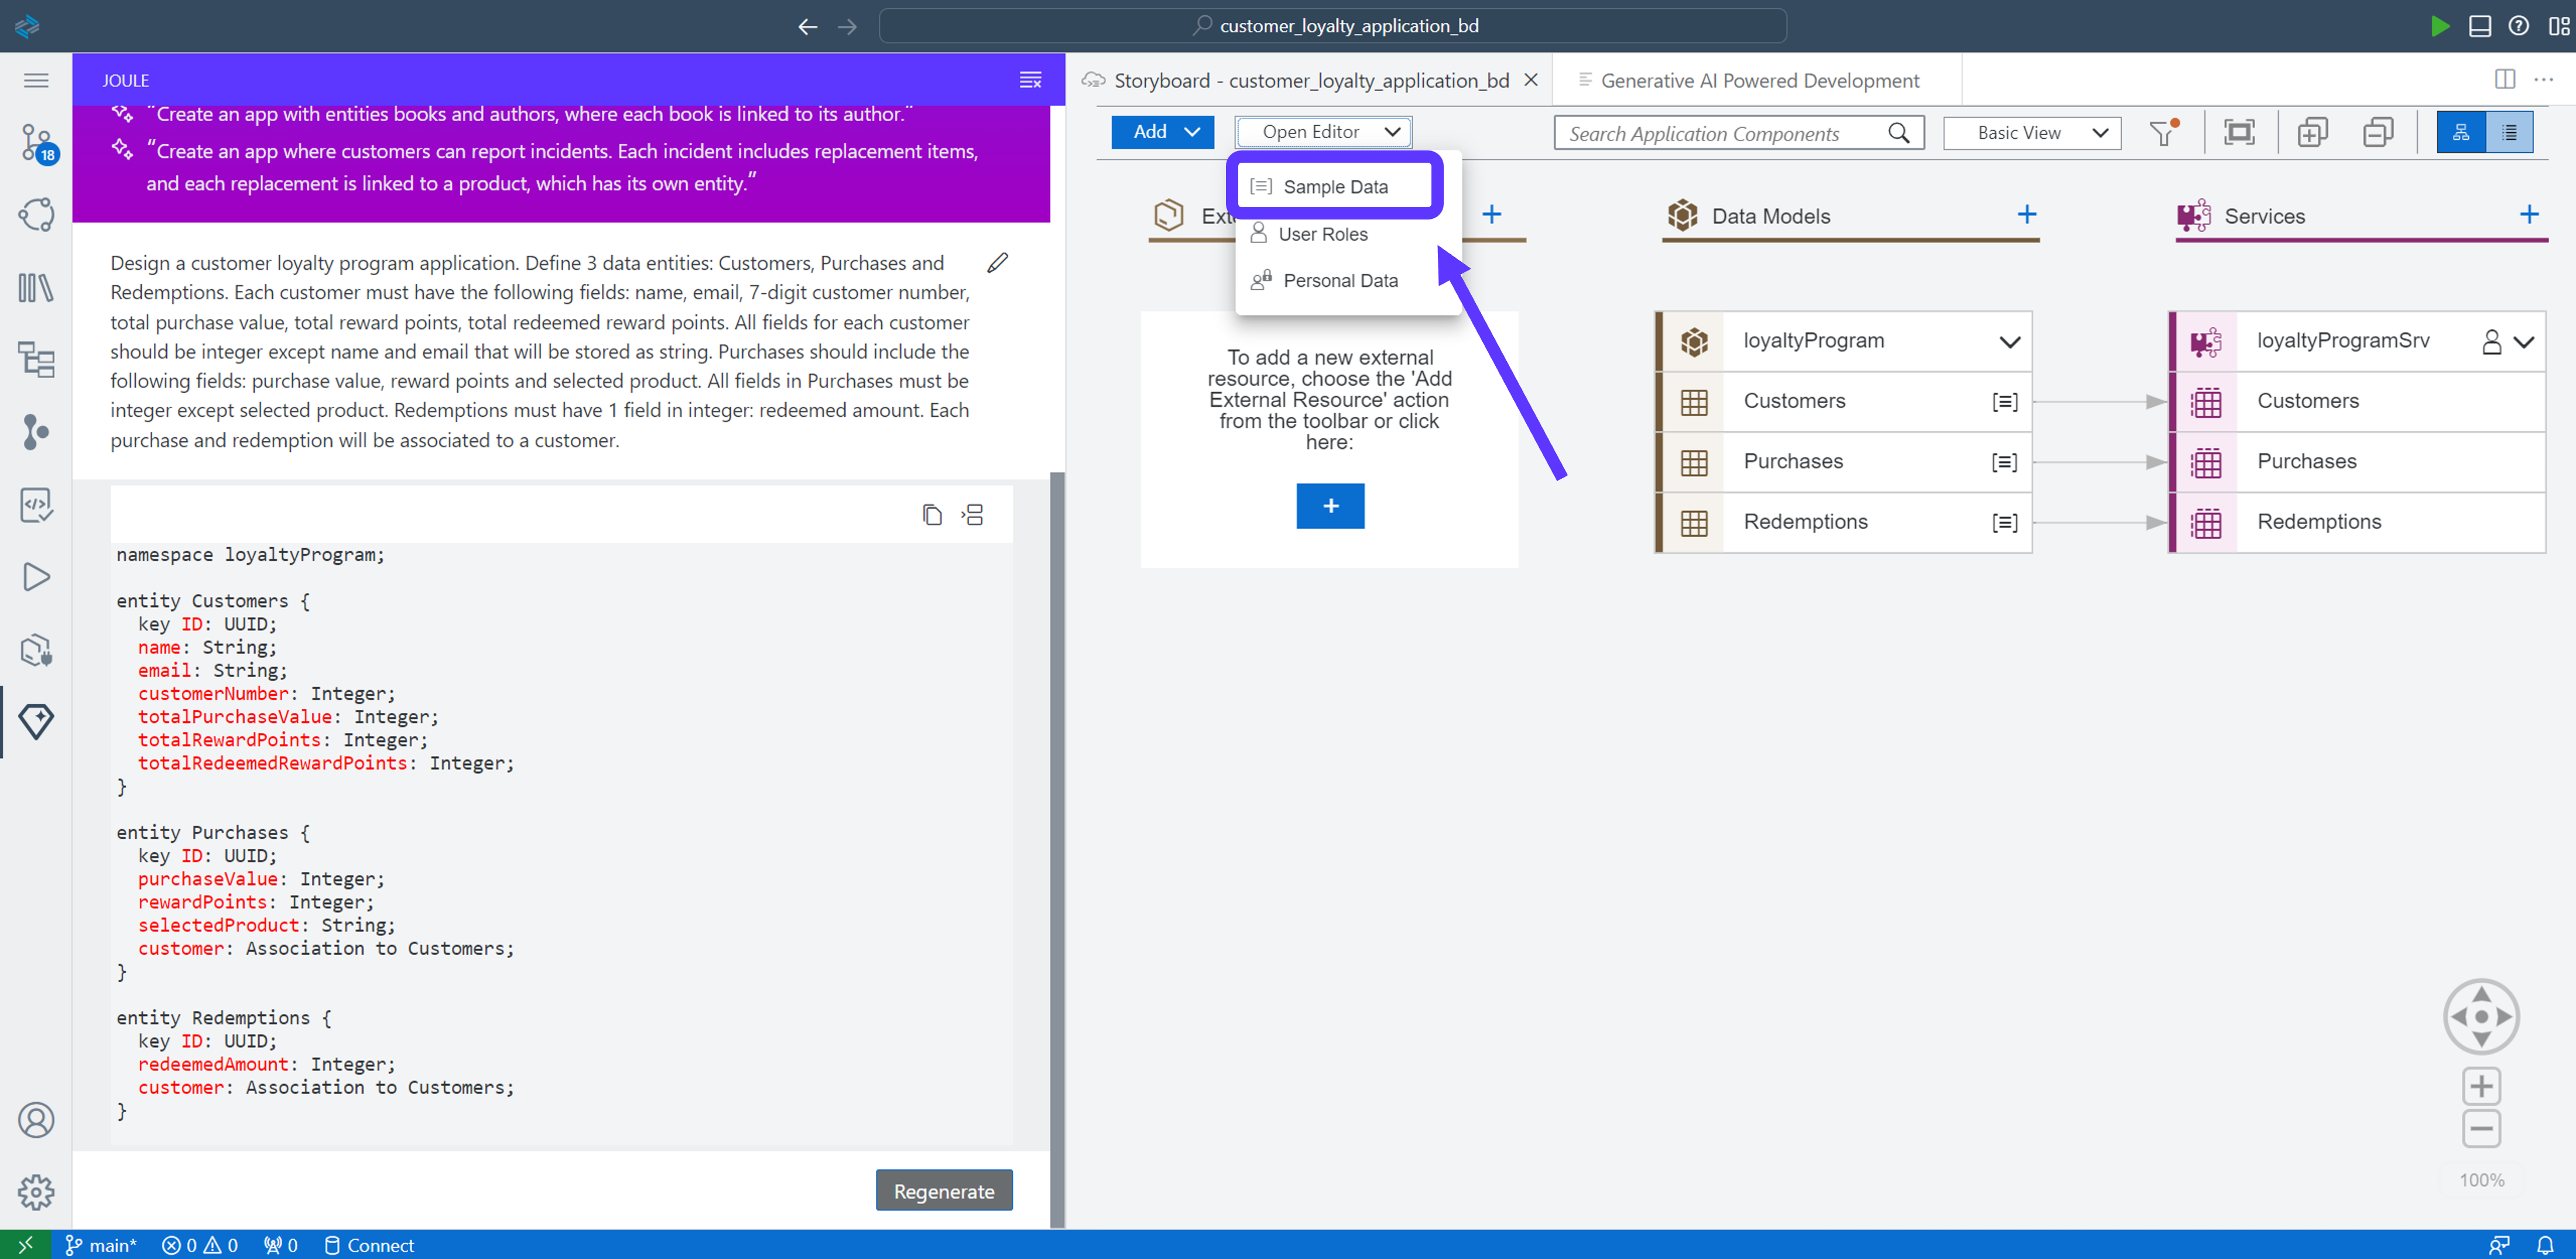 customer_loyalty_application_bd
JOULE
"Create an app with entities books and authors, where each book is linked to its author."
"Create an app where customers can report incidents. Each incident includes replacement items,
and each replacement is linked to a product, which has its own entity."
18
Design a customer loyalty program application. Define 3 data entities: Customers, Purchases and
Redemptions. Each customer must have the following fields: name, email, 7-digit customer number,
total purchase value, total reward points, total redeemed reward points. All fields for each customer
should be integer except name and email that will be stored as string. Purchases should include the
following fields: purchase value, reward points and selected product. All fields in Purchases must be
integer except selected product. Redemptions must have 1 field in integer: redeemed amount. Each
purchase and redemption will be associated to a customer.
namespace loyaltyProgram;
entity Customers {
key ID: UUID;
name: String;
email: String;
customerNumber: Integer;
totalPurchaseValue: Integer;
totalRewardPoints: Integer;
totalRedeemedRewardPoints: Integer;
}
entity Purchases {
key ID: UUID;
purchaseValue: Integer;
rewardPoints: Integer;
selectedProduct: String;
customer: Association to Customers;
}
entity Redemptions {
key ID: UUID;
redeemedAmount: Integer;
customer: Association to Customers;
}
Regenerate
Storyboard - customer_loyalty_application_bd
Generative AI Powered Development
Add
Open Editor
Search Application Components
Basic View
Sample Data
User Roles
Personal Data
Data Models
Services
To add a new external
resource, choose the 'Add
External Resource' action
from the toolbar or click
here:
+
loyaltyProgram
Customers
Purchases
Redemptions
loyaltyProgramSrv
Customers
Purchases
Redemptions
100%
main*
0
0
0
Connect